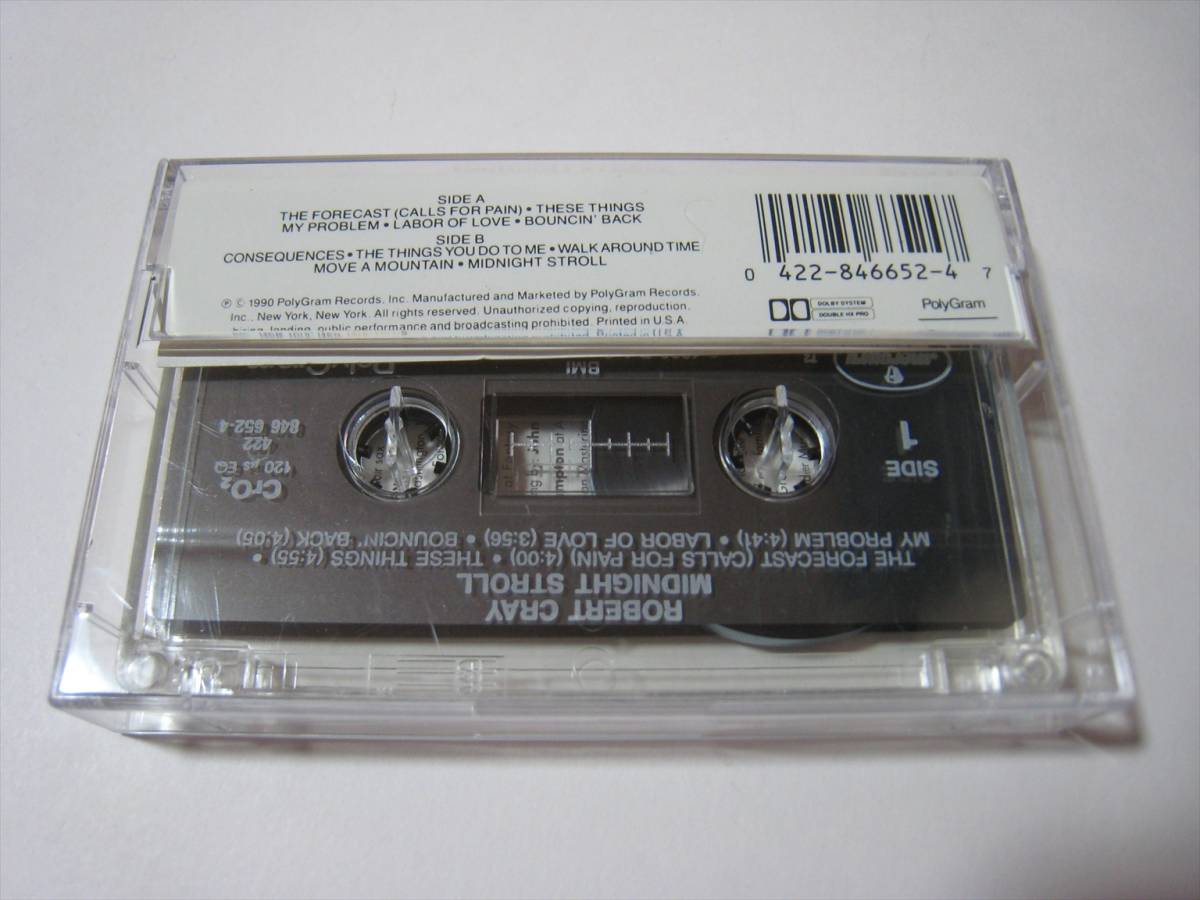 SIDE A
THE FORECAST (CALLS FOR PAIN) • THESE THINGS
MY PROBLEM • LABOR OF LOVE • BOUNCIN' BACK
SIDE B
CONSEQUENCES • THE THINGS YOU DO TO ME • WALK AROUND TIME
MOVE A MOUNTAIN • MIDNIGHT STROLL
℗ © 1990 PolyGram Records, Inc. Manufactured and Marketed by PolyGram Records.
Inc., New York, New York. All rights reserved. Unauthorized copying, reproduction.
hiring, lending, public performance and broadcasting prohibited. Printed in U.S.A.
0 422-846652-4 7
DOLBY SYSTEM
DOUBLE HX PRO
PolyGram
ROBERT CRAY
MIDNIGHT STROLL
THE FORECAST (CALLS FOR PAIN) (4:00) • THESE THINGS (4:55) •
MY PROBLEM (4:41) • LABOR OF LOVE (3:56) • BOUNCIN' BACK (4:05)
SIDE
1
CrO2
120 µs EQ
422
846 652-4
BMI
PolyGram